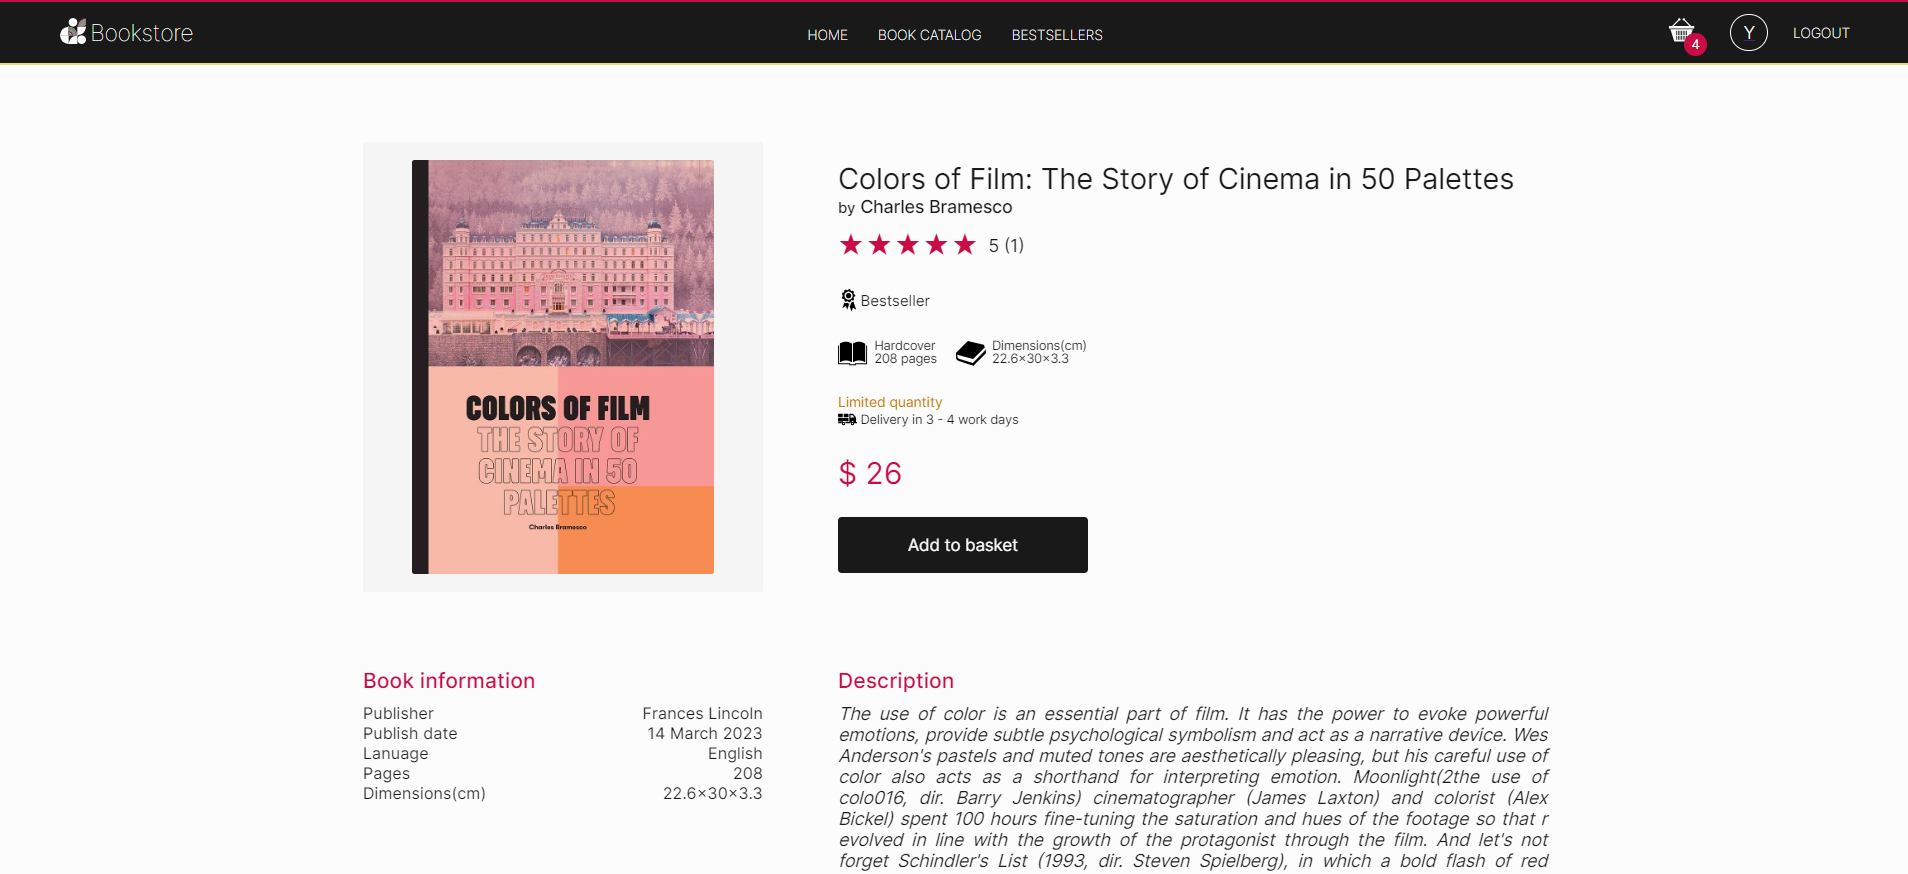 Bookstore
HOME
BOOK CATALOG
BESTSELLERS
4
Y
LOGOUT
COLORS OF FILM
THE STORY OF
CINEMA IN 50
PALETTES
Charles Bramesco
Colors of Film: The Story of Cinema in 50 Palettes
by Charles Bramesco
5 (1)
Bestseller
Hardcover
208 pages
Dimensions(cm)
22.6×30×3.3
Limited quantity
Delivery in 3 - 4 work days
$ 26
Add to basket
Book information
Publisher Frances Lincoln
Publish date 14 March 2023
Lanuage English
Pages 208
Dimensions(cm) 22.6×30×3.3
Description
The use of color is an essential part of film. It has the power to evoke powerful
emotions, provide subtle psychological symbolism and act as a narrative device. Wes
Anderson's pastels and muted tones are aesthetically pleasing, but his careful use of
color also acts as a shorthand for interpreting emotion. Moonlight(2the use of
colo016, dir. Barry Jenkins) cinematographer (James Laxton) and colorist (Alex
Bickel) spent 100 hours fine-tuning the saturation and hues of the footage so that r
evolved in line with the growth of the protagonist through the film. And let's not
forget Schindler's List (1993, dir. Steven Spielberg), in which a bold flash of red